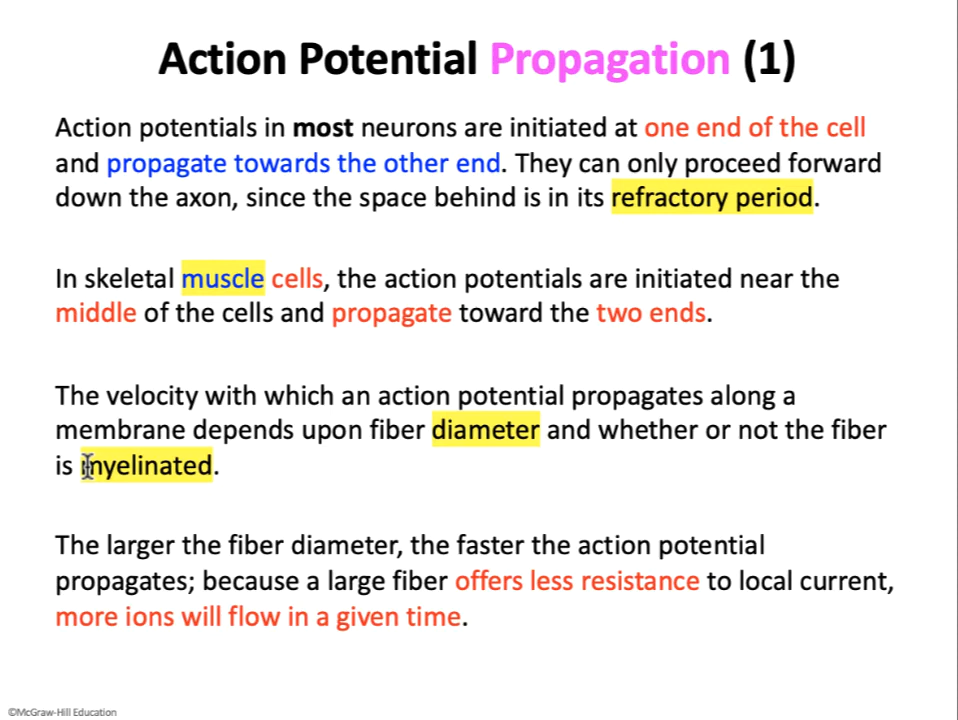 Action Potential Propagation (1)
Action potentials in most neurons are initiated at one end of the cell
and propagate towards the other end. They can only proceed forward
down the axon, since the space behind is in its refractory period.
In skeletal muscle cells, the action potentials are initiated near the
middle of the cells and propagate toward the two ends.
The velocity with which an action potential propagates along a
membrane depends upon fiber diameter and whether or not the fiber
is myelinated.
The larger the fiber diameter, the faster the action potential
propagates; because a large fiber offers less resistance to local current,
more ions will flow in a given time.
©McGraw-Hill Education